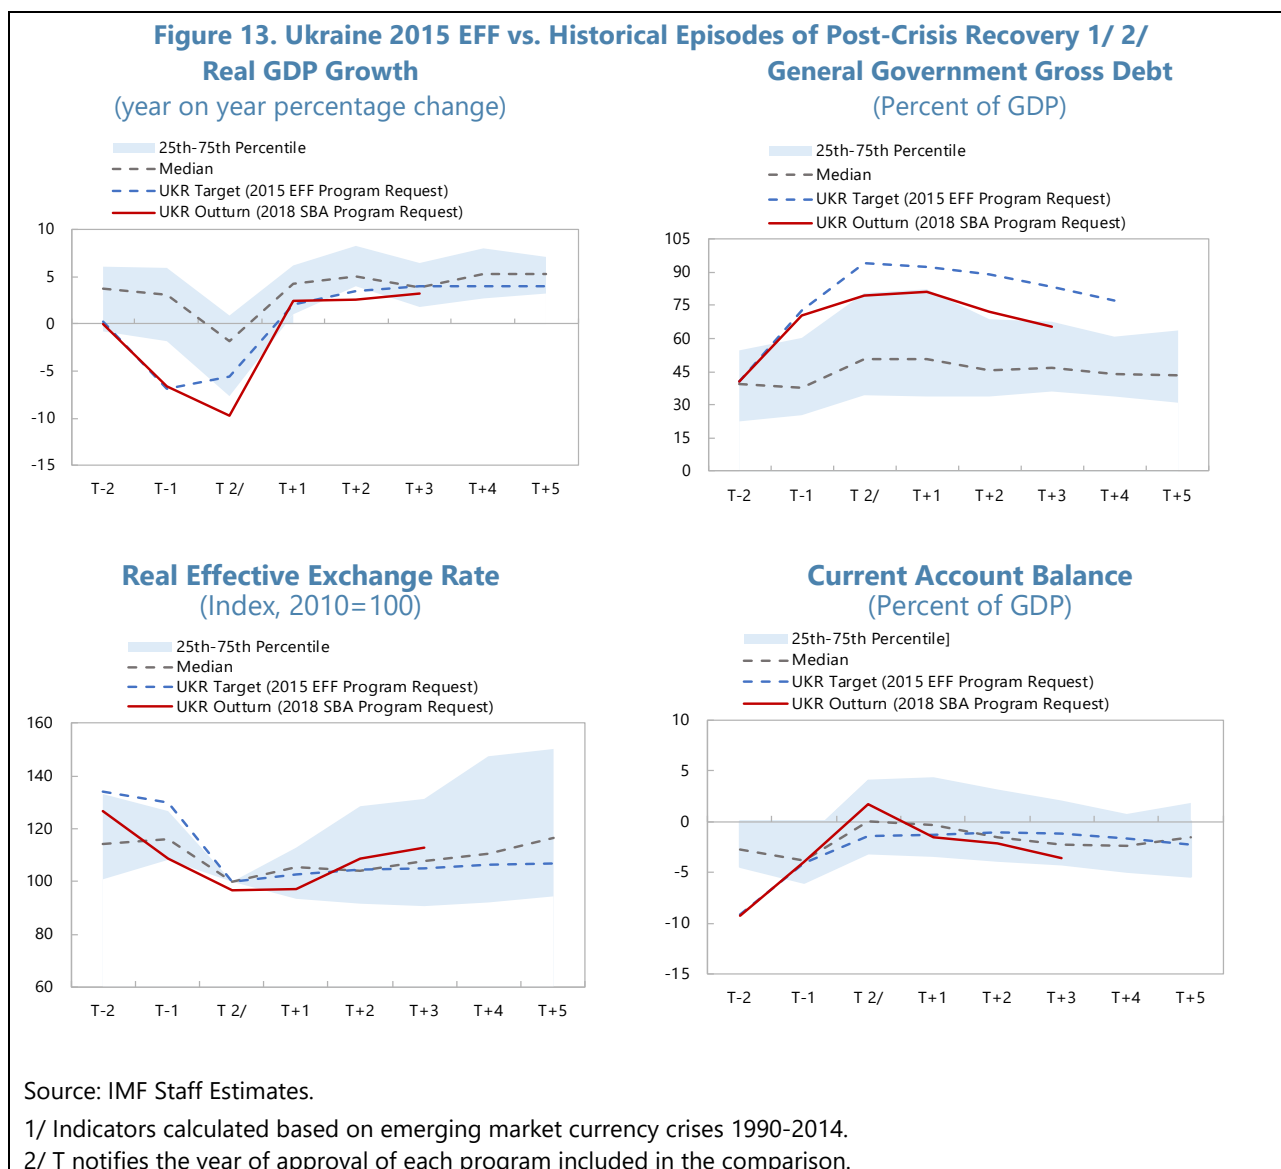 Figure 13. Ukraine 2015 EFF vs. Historical Episodes of Post-Crisis Recovery 1/ 2/
Real GDP Growth
(year on year percentage change)
25th-75th Percentile
Median
UKR Target (2015 EFF Program Request)
UKR Outturn (2018 SBA Program Request)
10
5
0
-5
-10
-15
T-2 T-1 T 2/ T+1 T+2 T+3 T+4 T+5
General Government Gross Debt
(Percent of GDP)
25th-75th Percentile
Median
UKR Target (2015 EFF Program Request)
UKR Outturn (2018 SBA Program Request)
105
90
75
60
45
30
15
0
T-2 T-1 T 2/ T+1 T+2 T+3 T+4 T+5
Real Effective Exchange Rate
(Index, 2010=100)
25th-75th Percentile
Median
UKR Target (2015 EFF Program Request)
UKR Outturn (2018 SBA Program Request)
160
140
120
100
80
60
T-2 T-1 T 2/ T+1 T+2 T+3 T+4 T+5
Current Account Balance
(Percent of GDP)
25th-75th Percentile]
Median
UKR Target (2015 EFF Program Request)
UKR Outturn (2018 SBA Program Request)
10
5
0
-5
-10
-15
T-2 T-1 T 2/ T+1 T+2 T+3 T+4 T+5
Source: IMF Staff Estimates.
1/ Indicators calculated based on emerging market currency crises 1990-2014.
2/ T notifies the year of approval of each program included in the comparison.